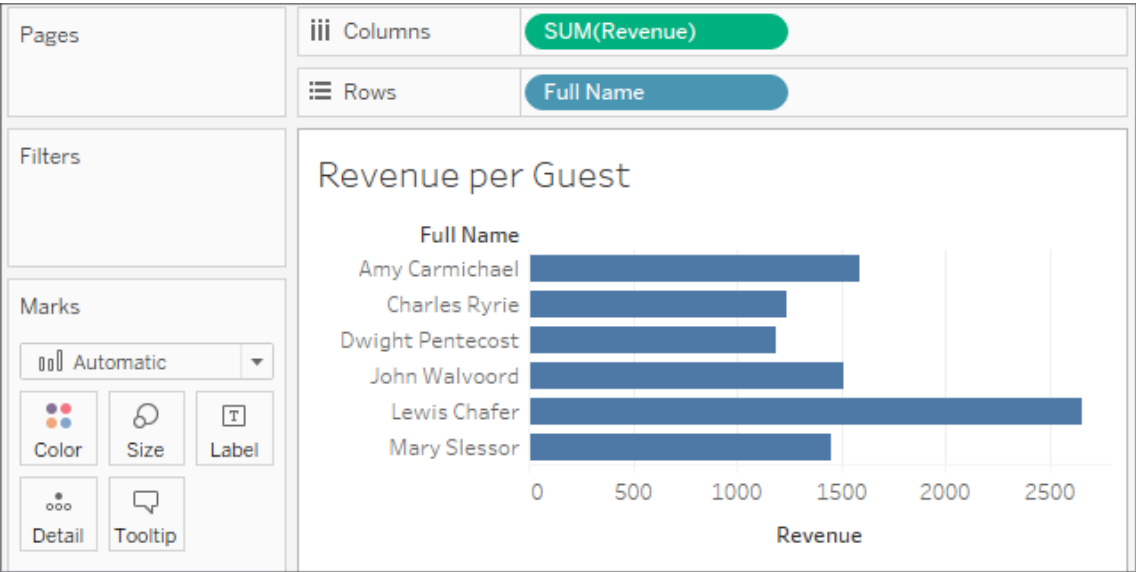 Pages
Columns SUM(Revenue)
Rows Full Name
Filters
Marks
Automatic
Color Size T Label
Detail Tooltip
Revenue per Guest
Full Name
Amy Carmichael
Charles Ryrie
Dwight Pentecost
John Walvoord
Lewis Chafer
Mary Slessor
0 500 1000 1500 2000 2500
Revenue